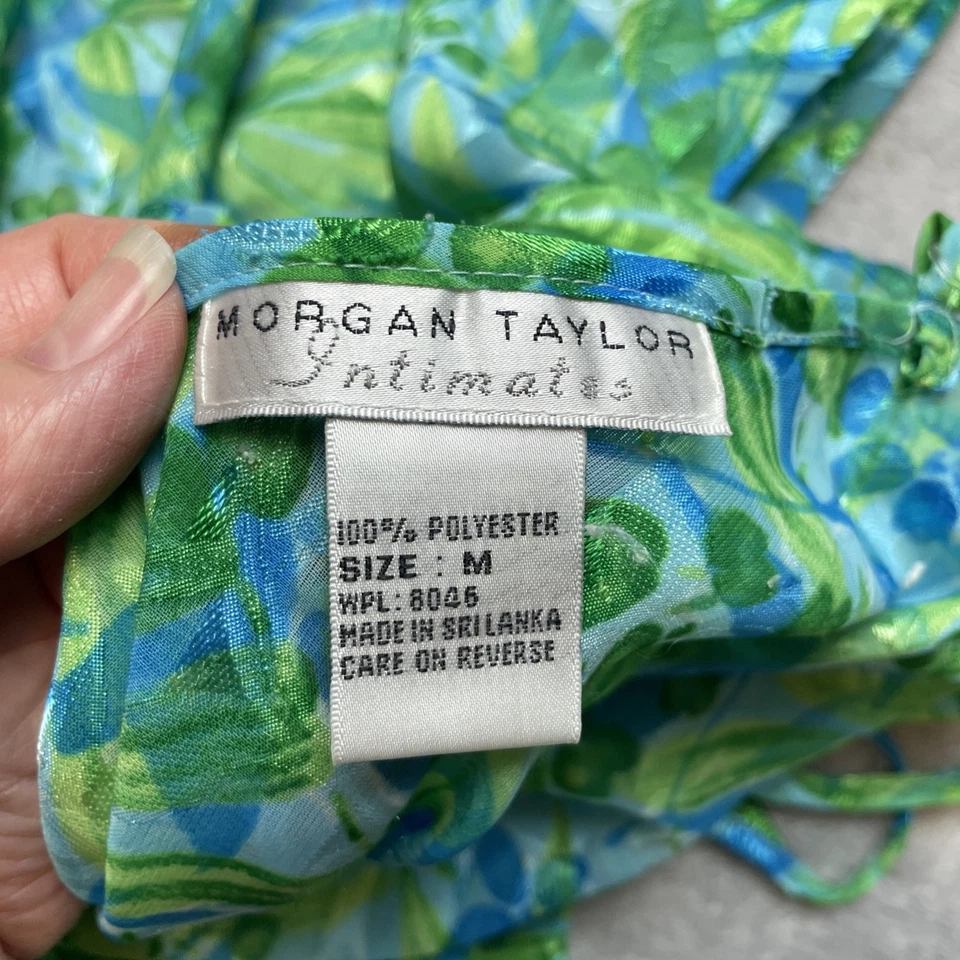 MORGAN TAYLOR
Intimates
100% POLYESTER
SIZE : M
WPL: 8046
MADE IN SRI LANKA
CARE ON REVERSE